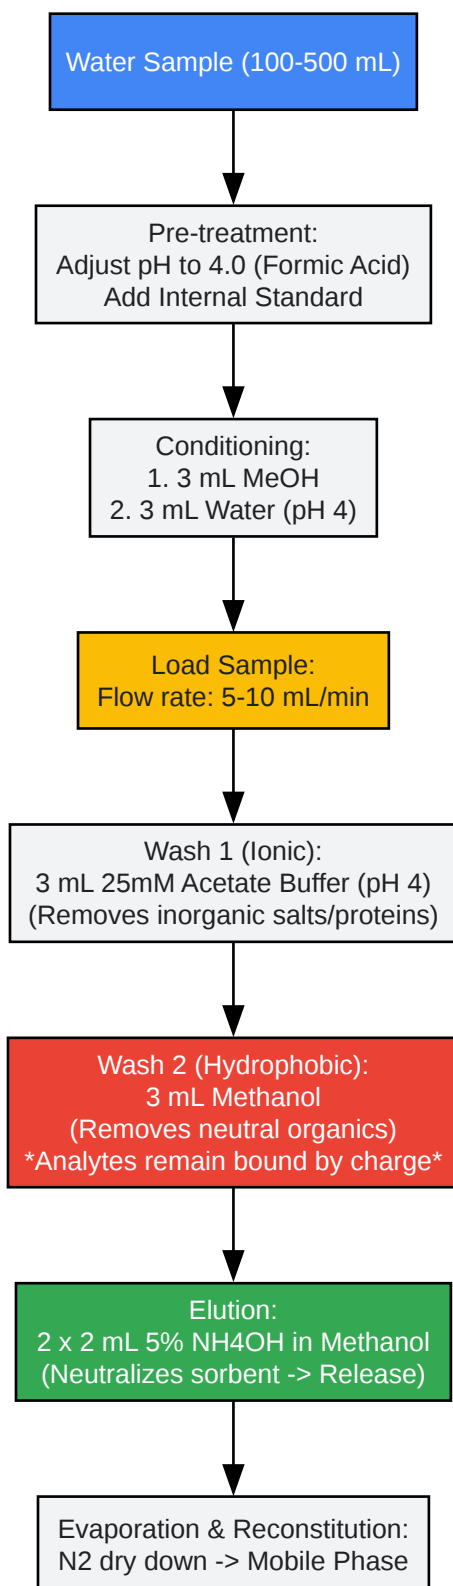 Water Sample (100-500 mL)
Pre-treatment:
Adjust pH to 4.0 (Formic Acid)
Add Internal Standard
Conditioning:
1. 3 mL MeOH
2. 3 mL Water (pH 4)
Load Sample:
Flow rate: 5-10 mL/min
Wash 1 (Ionic):
3 mL 25mM Acetate Buffer (pH 4)
(Removes inorganic salts/proteins)
Wash 2 (Hydrophobic):
3 mL Methanol
(Removes neutral organics)
*Analytes remain bound by charge*
Elution:
2 x 2 mL 5% NH4OH in Methanol
(Neutralizes sorbent -> Release)
Evaporation & Reconstitution:
N2 dry down -> Mobile Phase